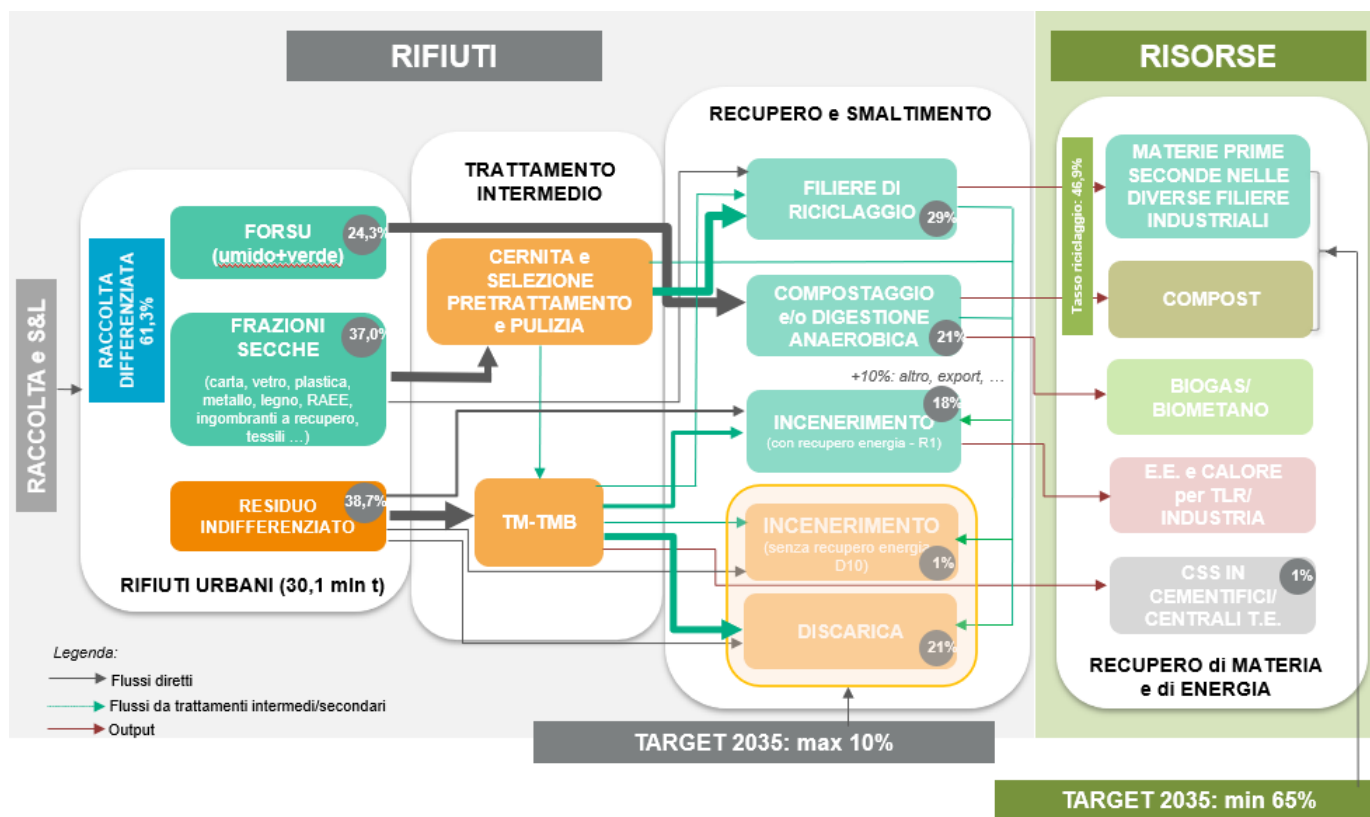 RIFIUTI
RISORSE
RACCOLTA e S&L
RACCOLTA
DIFFERENZIATA
61,3%
FORSU
(umido+verde)
24,3%
FRAZIONI
SECCHE
37,0%
(carta, vetro, plastica,
metallo, legno, RAEE,
ingombranti a recupero,
tessili …)
RESIDUO
INDIFFERENZIATO
38,7%
RIFIUTI URBANI (30,1 mln t)
TRATTAMENTO
INTERMEDIO
CERNITA e
SELEZIONE
PRETRATTAMENTO
e PULIZIA
TM-TMB
RECUPERO e SMALTIMENTO
FILIERE DI
RICICLAGGIO
29%
COMPOSTAGGIO
e/o DIGESTIONE
ANAEROBICA
21%
+10%: altro, export, …
18%
INCENERIMENTO
(con recupero energia - R1)
INCENERIMENTO
(senza recupero energia
D10)
1%
DISCARICA
21%
Tasso riciclaggio: 46,9%
MATERIE PRIME
SECONDE NELLE
DIVERSE FILIERE
INDUSTRIALI
COMPOST
BIOGAS/
BIOMETANO
E.E. e CALORE
per TLR/
INDUSTRIA
CSS IN
CEMENTIFICI/
CENTRALI T.E.
1%
RECUPERO di MATERIA
e di ENERGIA
Legenda:
Flussi diretti
Flussi da trattamenti intermedi/secondari
Output
TARGET 2035: max 10%
TARGET 2035: min 65%